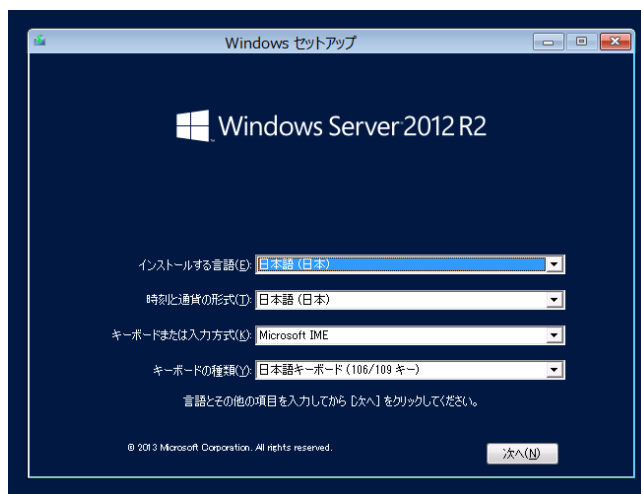 Windows セットアップ
Windows Server 2012 R2
インストールする言語(E): 日本語 (日本)
時刻と通貨の形式(T): 日本語 (日本)
キーボードまたは入力方式(K): Microsoft IME
キーボードの種類(Y): 日本語キーボード (106/109 キー)
言語とその他の項目を入力してから [次へ] をクリックしてください。
© 2013 Microsoft Corporation. All rights reserved.
次へ(N)